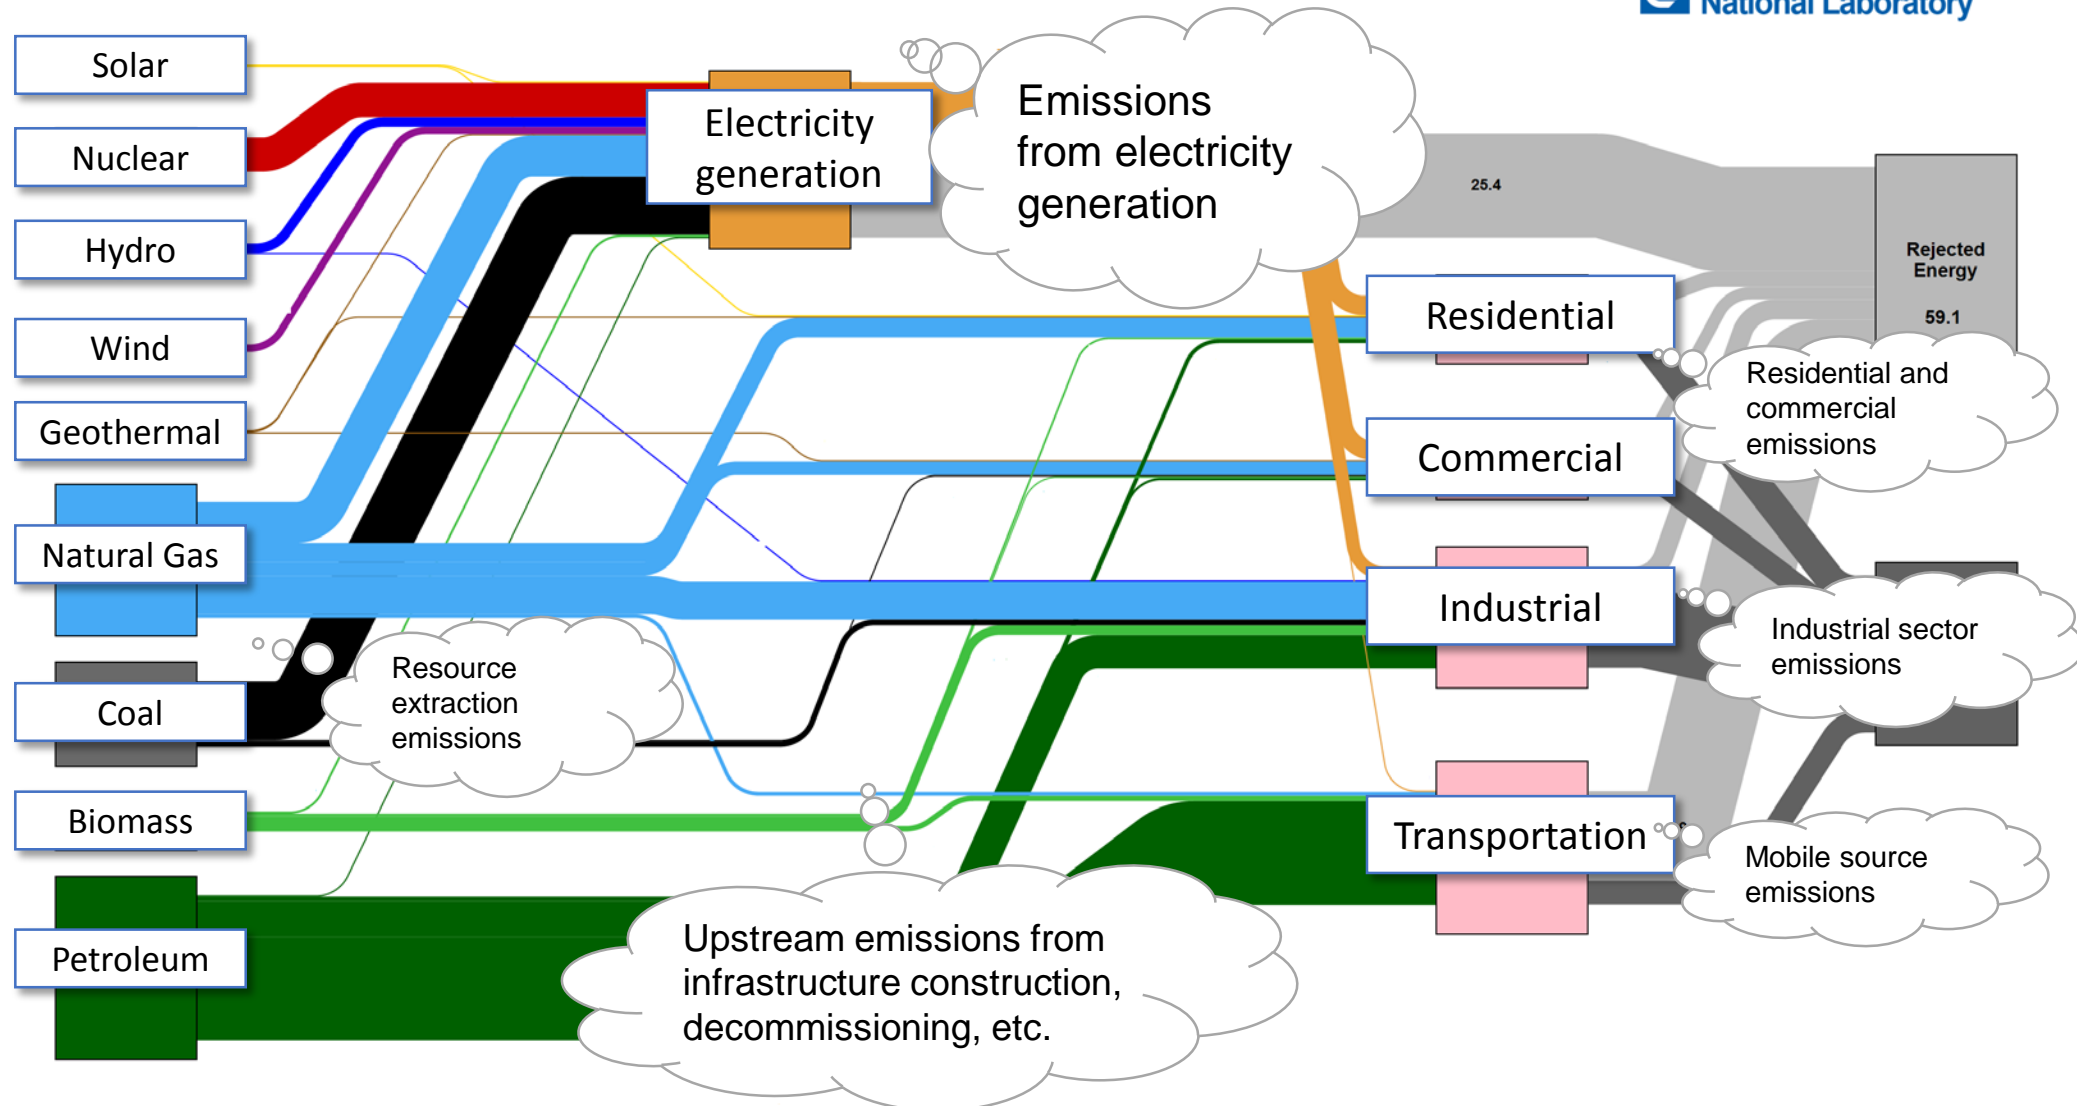 National Laboratory
Solar
Nuclear
Hydro
Wind
Geothermal
Natural Gas
Coal
Biomass
Petroleum
Electricity
generation
Emissions
from electricity
generation
25.4
Rejected
Energy
59.1
Residential
Commercial
Industrial
Transportation
Residential and
commercial
emissions
Industrial sector
emissions
Mobile source
emissions
Resource
extraction
emissions
Upstream emissions from
infrastructure construction,
decommissioning, etc.